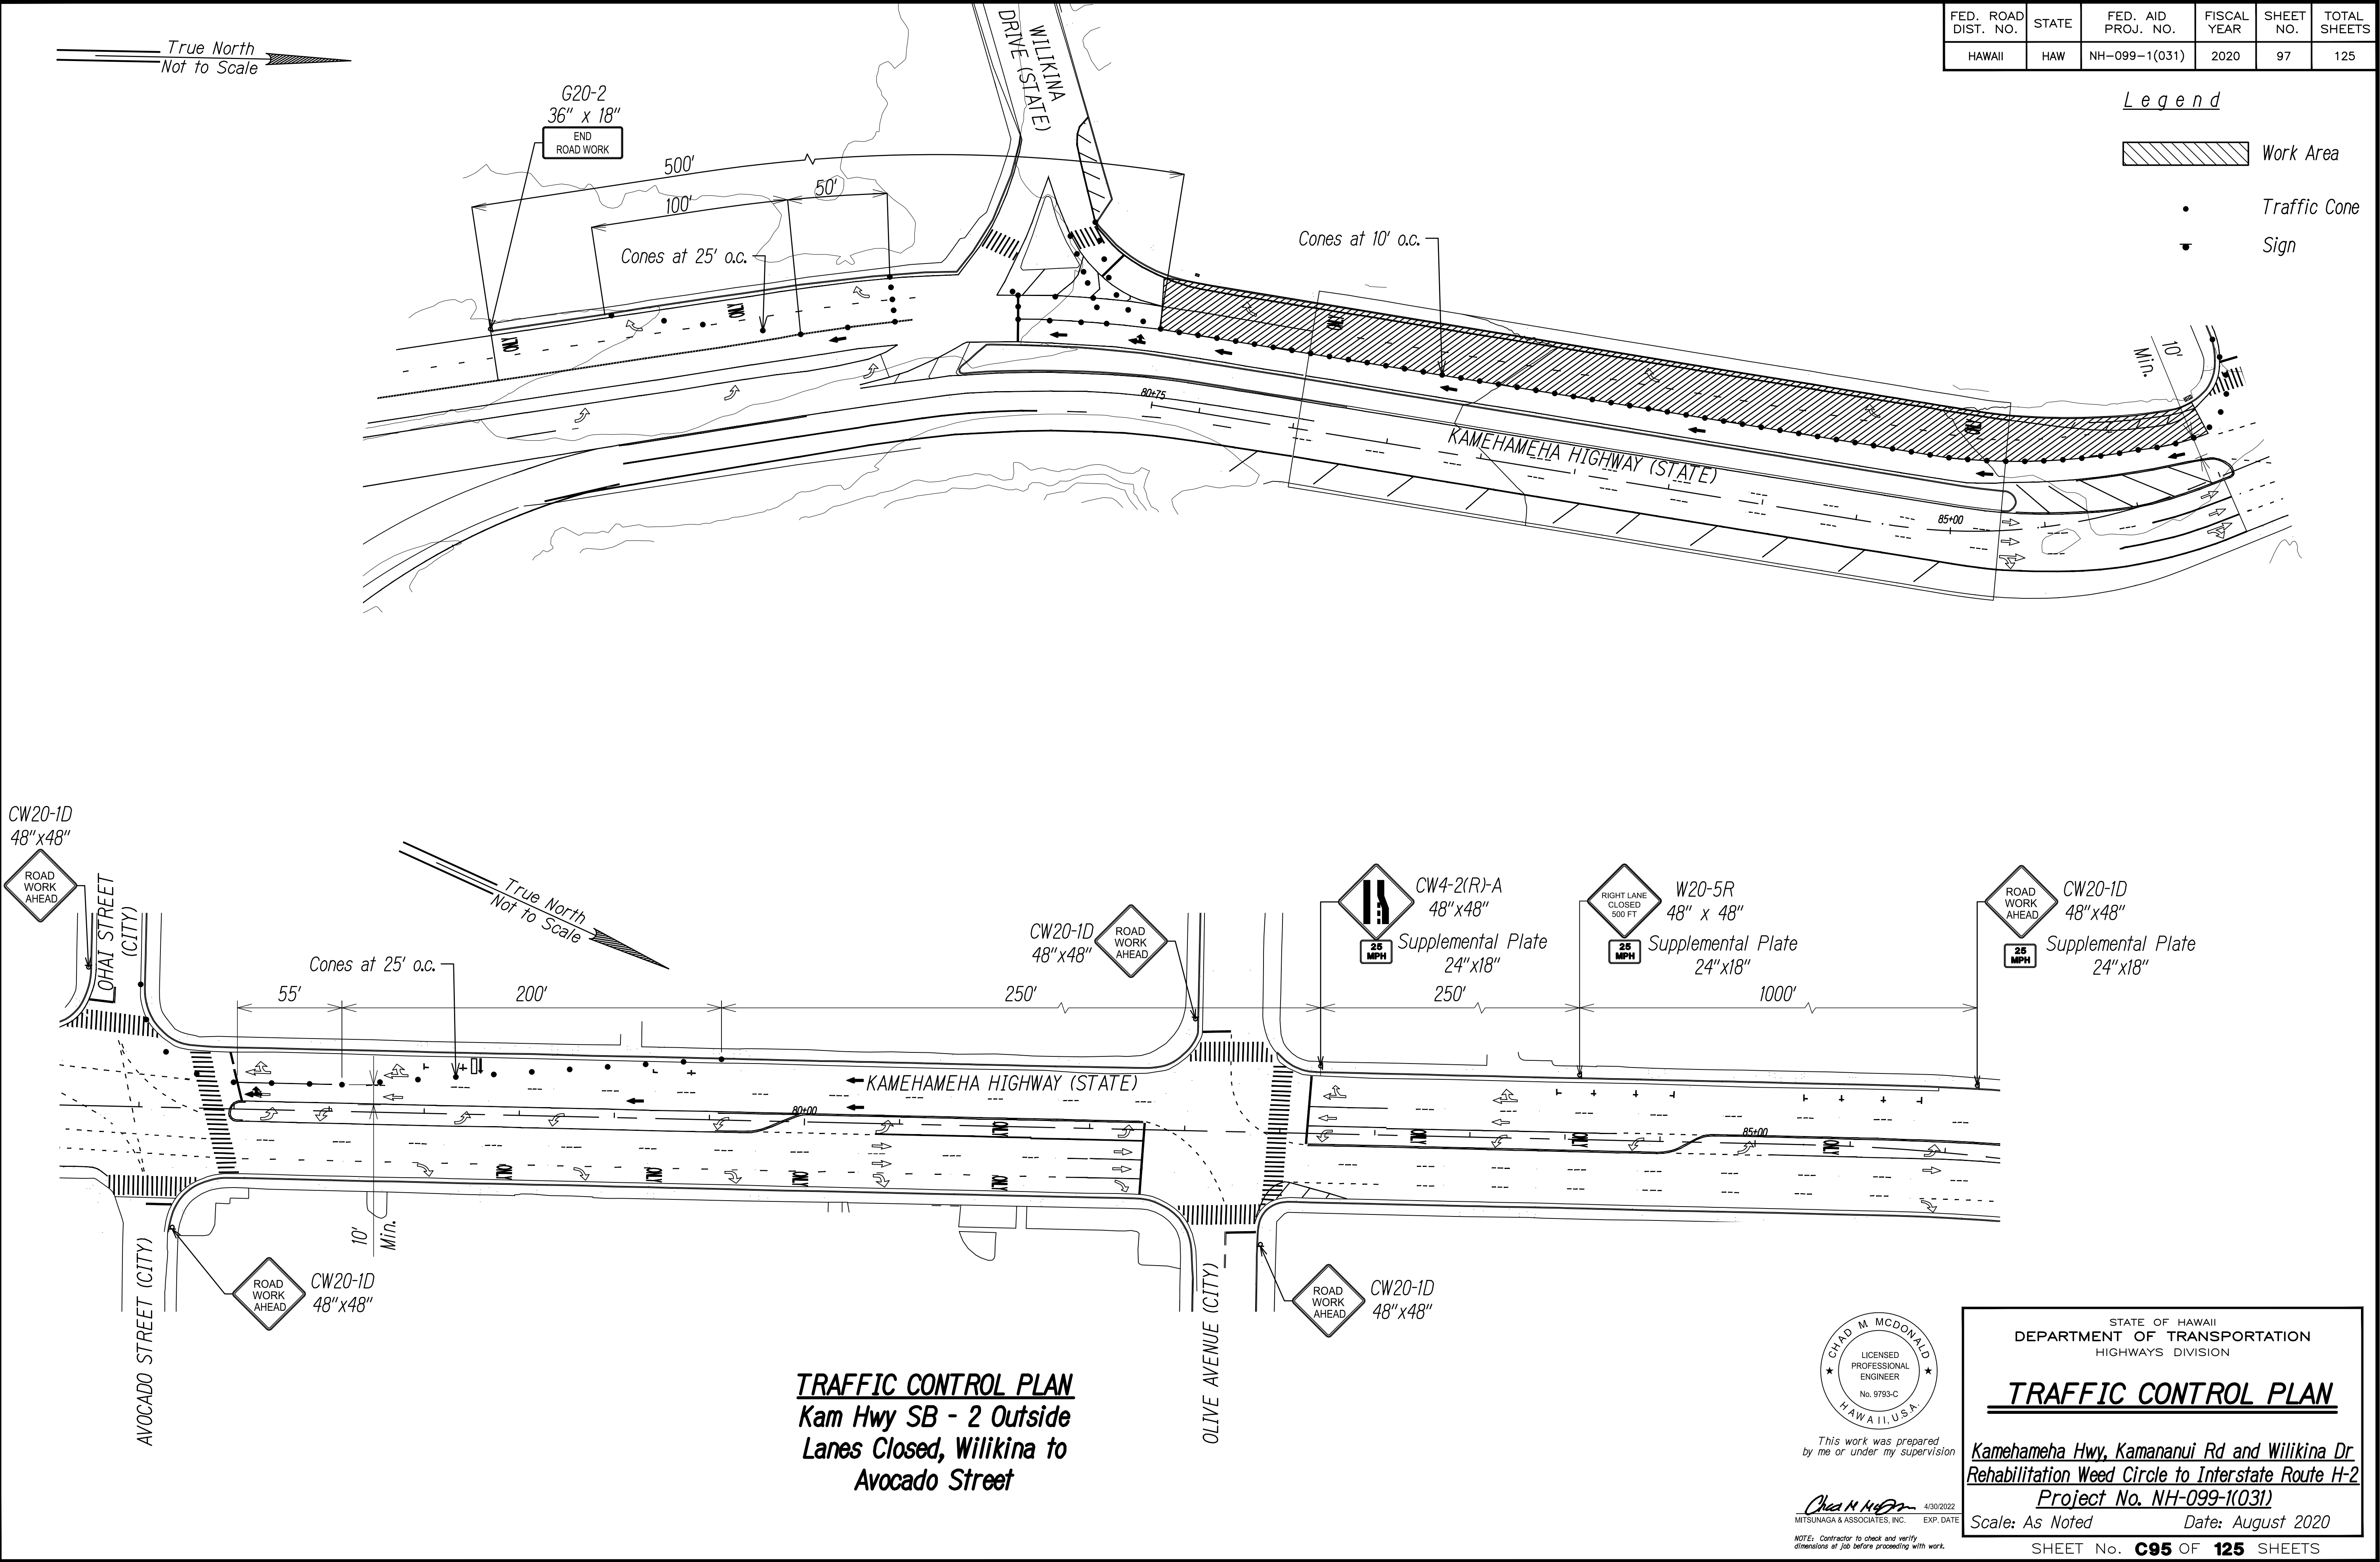 FED. ROAD DIST. NO.
STATE
FED. AID PROJ. NO.
FISCAL YEAR
SHEET NO.
TOTAL SHEETS
HAWAII
HAW
NH-099-1(031)
2020
97
125
True North
Not to Scale
Legend
Work Area
Traffic Cone
Sign
WILIKINA
DRIVE (STATE)
G20-2
36" x 18"
END
ROAD WORK
500'
100'
50'
Cones at 25' o.c.
Cones at 10' o.c.
ONLY
ONLY
ONLY
ONLY
10'
Min.
80+75
KAMEHAMEHA HIGHWAY (STATE)
85+00
CW20-1D
48"x48"
ROAD
WORK
AHEAD
OHAI STREET
(CITY)
True North
Not to Scale
Cones at 25' o.c.
CW20-1D
48"x48"
ROAD
WORK
AHEAD
CW4-2(R)-A
48"x48"
25
MPH
Supplemental Plate
24"x18"
RIGHT LANE
CLOSED
500 FT
W20-5R
48" x 48"
25
MPH
Supplemental Plate
24"x18"
ROAD
WORK
AHEAD
CW20-1D
48"x48"
25
MPH
Supplemental Plate
24"x18"
55'
200'
250'
250'
1000'
KAMEHAMEHA HIGHWAY (STATE)
80+00
ONLY
ONLY
ONLY
ONLY
ONLY
85+00
ONLY
ONLY
ONLY
10'
Min.
AVOCADO STREET (CITY)
ROAD
WORK
AHEAD
CW20-1D
48"x48"
OLIVE AVENUE (CITY)
ROAD
WORK
AHEAD
CW20-1D
48"x48"
TRAFFIC CONTROL PLAN
Kam Hwy SB - 2 Outside
Lanes Closed, Wilikina to
Avocado Street
CHAD M MCDONALD
LICENSED
PROFESSIONAL
ENGINEER
No. 9793-C
HAWAII, U.S.A.
This work was prepared
by me or under my supervision
4/30/2022
MITSUNAGA & ASSOCIATES, INC. EXP. DATE
NOTE: Contractor to check and verify
dimensions at job before proceeding with work.
STATE OF HAWAII
DEPARTMENT OF TRANSPORTATION
HIGHWAYS DIVISION
TRAFFIC CONTROL PLAN
Kamehameha Hwy, Kamananui Rd and Wilikina Dr
Rehabilitation Weed Circle to Interstate Route H-2
Project No. NH-099-1(031)
Scale: As Noted Date: August 2020
SHEET No. C95 OF 125 SHEETS